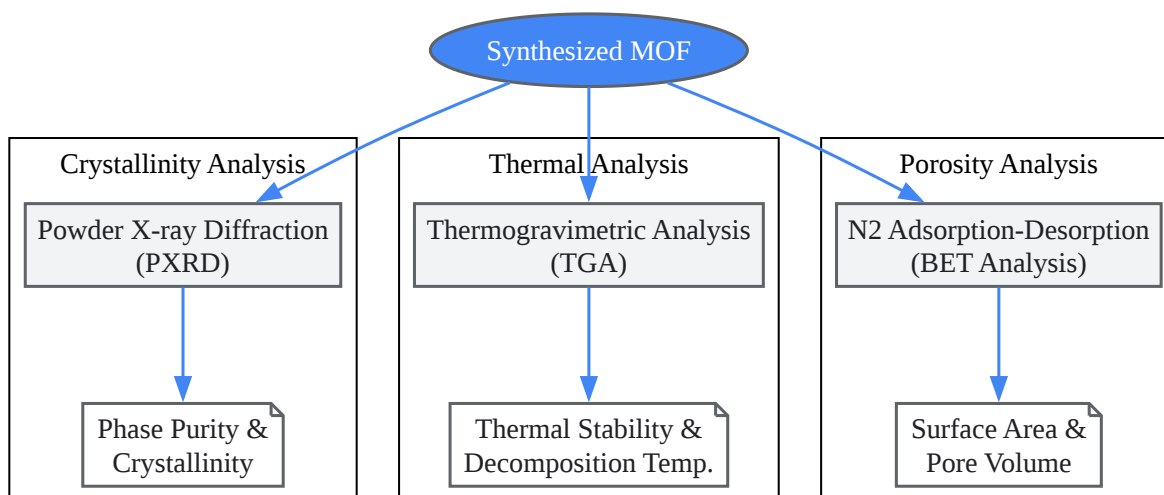 Synthesized MOF
Crystallinity Analysis
Powder X-ray Diffraction
(PXRD)
Phase Purity &
Crystallinity
Thermal Analysis
Thermogravimetric Analysis
(TGA)
Thermal Stability &
Decomposition Temp.
Porosity Analysis
N2 Adsorption-Desorption
(BET Analysis)
Surface Area &
Pore Volume